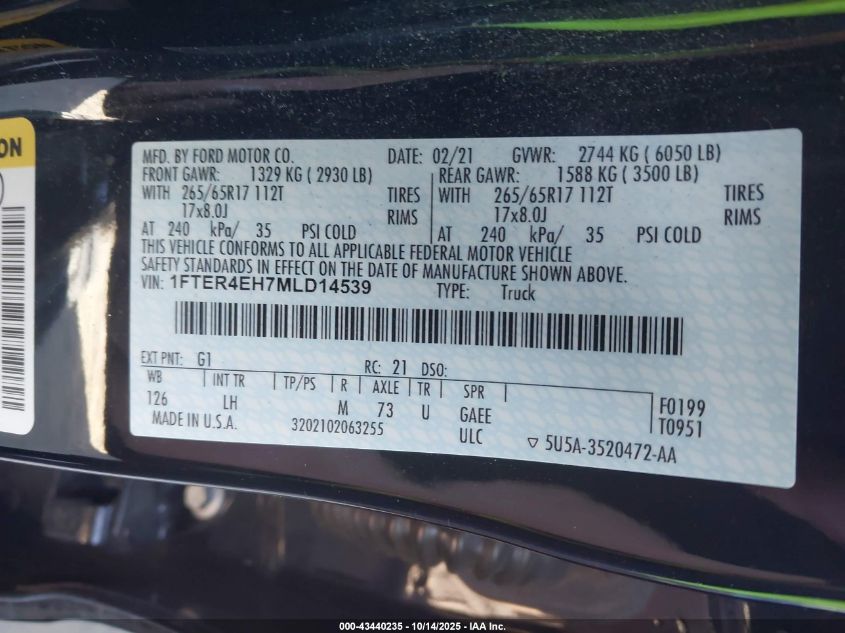 ON
MFD. BY FORD MOTOR CO. DATE: 02/21 GVWR: 2744 KG ( 6050 LB)
FRONT GAWR: 1329 KG ( 2930 LB) REAR GAWR: 1588 KG ( 3500 LB)
WITH 265/65R17 112T TIRES WITH 265/65R17 112T TIRES
17x8.0J RIMS 17x8.0J RIMS
AT 240 kPa/ 35 PSI COLD AT 240 kPa/ 35 PSI COLD
THIS VEHICLE CONFORMS TO ALL APPLICABLE FEDERAL MOTOR VEHICLE
SAFETY STANDARDS IN EFFECT ON THE DATE OF MANUFACTURE SHOWN ABOVE.
VIN: 1FTER4EH7MLD14539 TYPE: Truck
EXT PNT: G1 RC: 21 DSO:
WB INT TR TP/PS R AXLE TR SPR
126 LH M 73 U GAEE F0199
MADE IN U.S.A. 3202102063255 ULC T0951
5U5A-3520472-AA
000-43440235 - 10/14/2025 - IAA Inc.